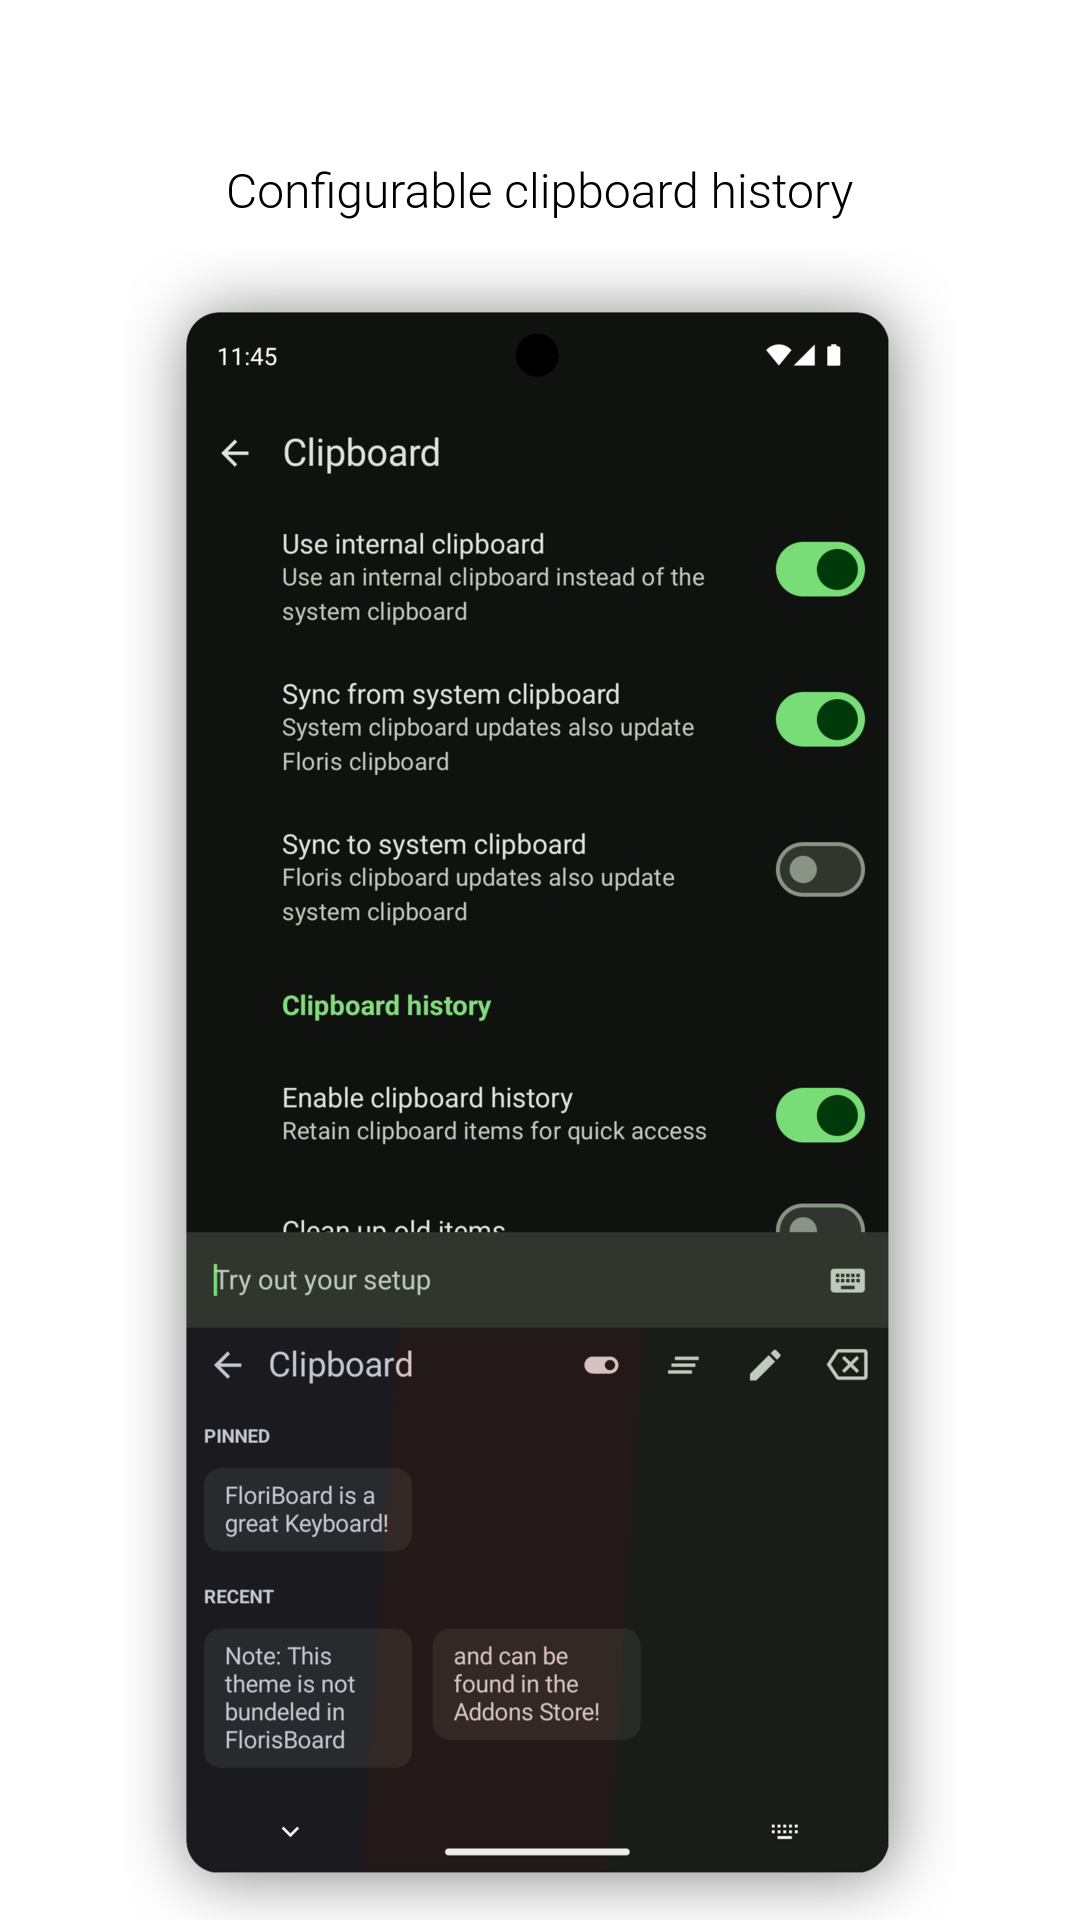 Configurable clipboard history
11:45
Clipboard
Use internal clipboard
Use an internal clipboard instead of the
system clipboard
Sync from system clipboard
System clipboard updates also update
Floris clipboard
Sync to system clipboard
Floris clipboard updates also update
system clipboard
Clipboard history
Enable clipboard history
Retain clipboard items for quick access
Clean up old items
Try out your setup
Clipboard
PINNED
FloriBoard is a
great Keyboard!
RECENT
Note: This
theme is not
bundeled in
FlorisBoard
and can be
found in the
Addons Store!